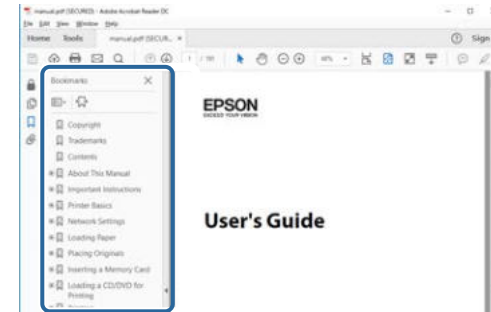 manual.pdf (SECURED) - Adobe Acrobat Reader DC
File Edit View Window Help
Home Tools manual.pdf (SECUR... × Sign
Bookmarks ×
Copyright
Trademarks
Contents
About This Manual
Important Instructions
Printer Basics
Network Settings
Loading Paper
Placing Originals
Inserting a Memory Card
Loading a CD/DVD for
Printing
EPSON
EXCEED YOUR VISION
User's Guide